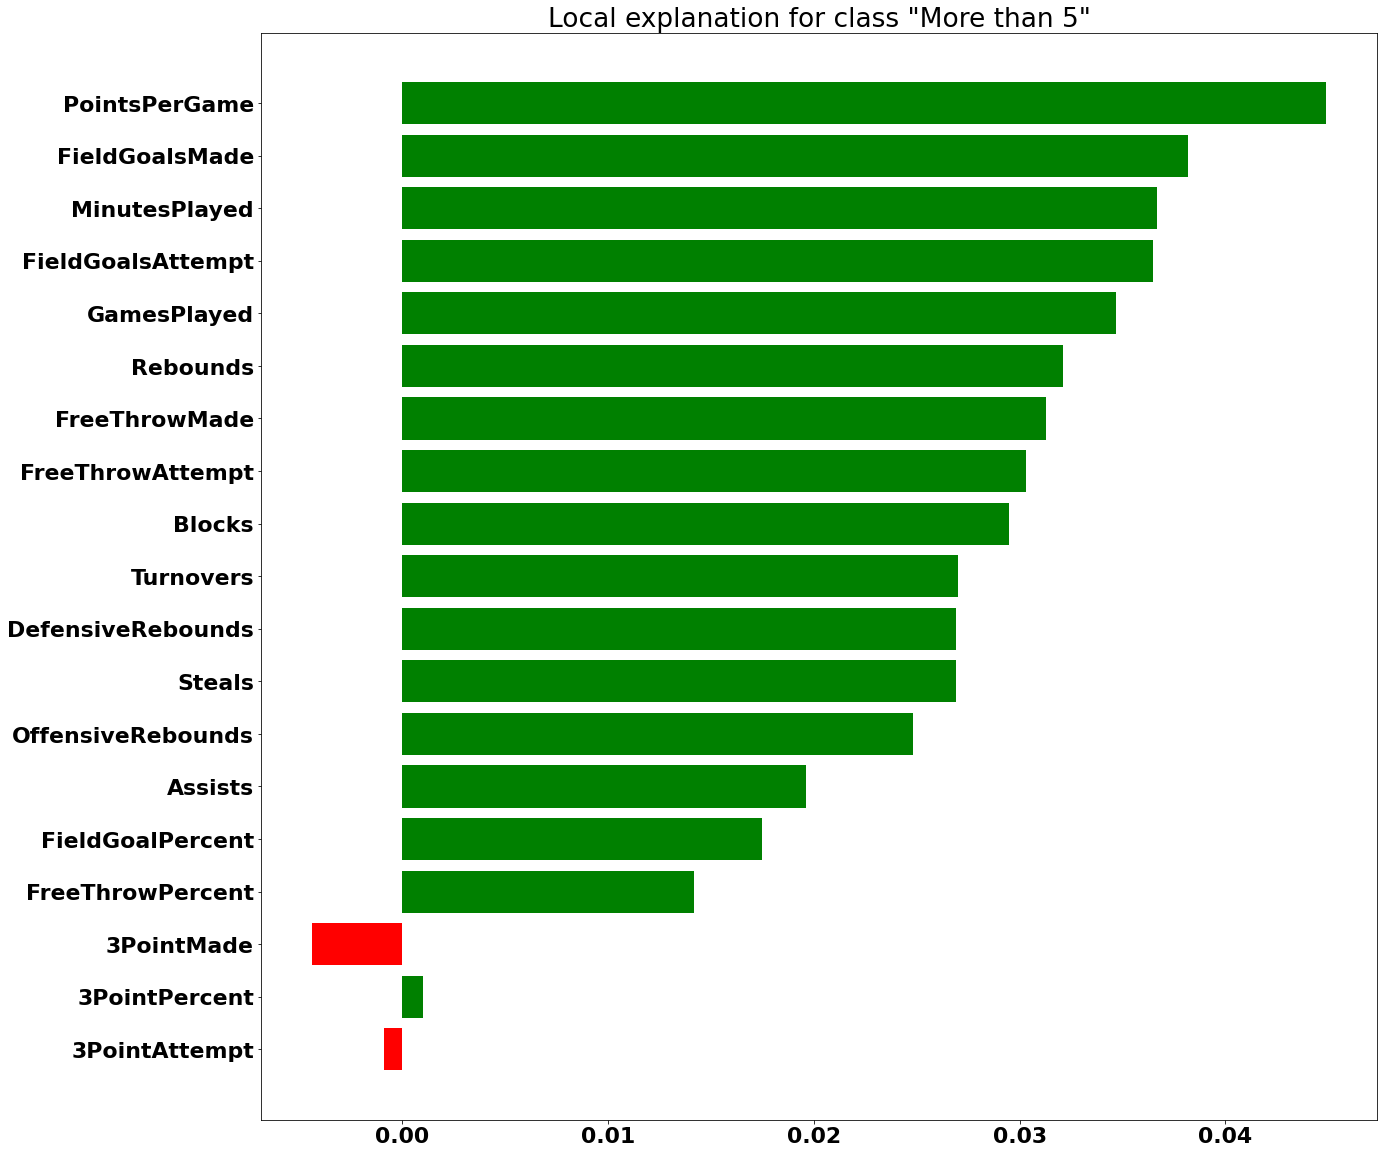 Local explanation for class "More than 5"
PointsPerGame
FieldGoalsMade
MinutesPlayed
FieldGoalsAttempt
GamesPlayed
Rebounds
FreeThrowMade
FreeThrowAttempt
Blocks
Turnovers
DefensiveRebounds
Steals
OffensiveRebounds
Assists
FieldGoalPercent
FreeThrowPercent
3PointMade
3PointPercent
3PointAttempt
0.00 0.01 0.02 0.03 0.04